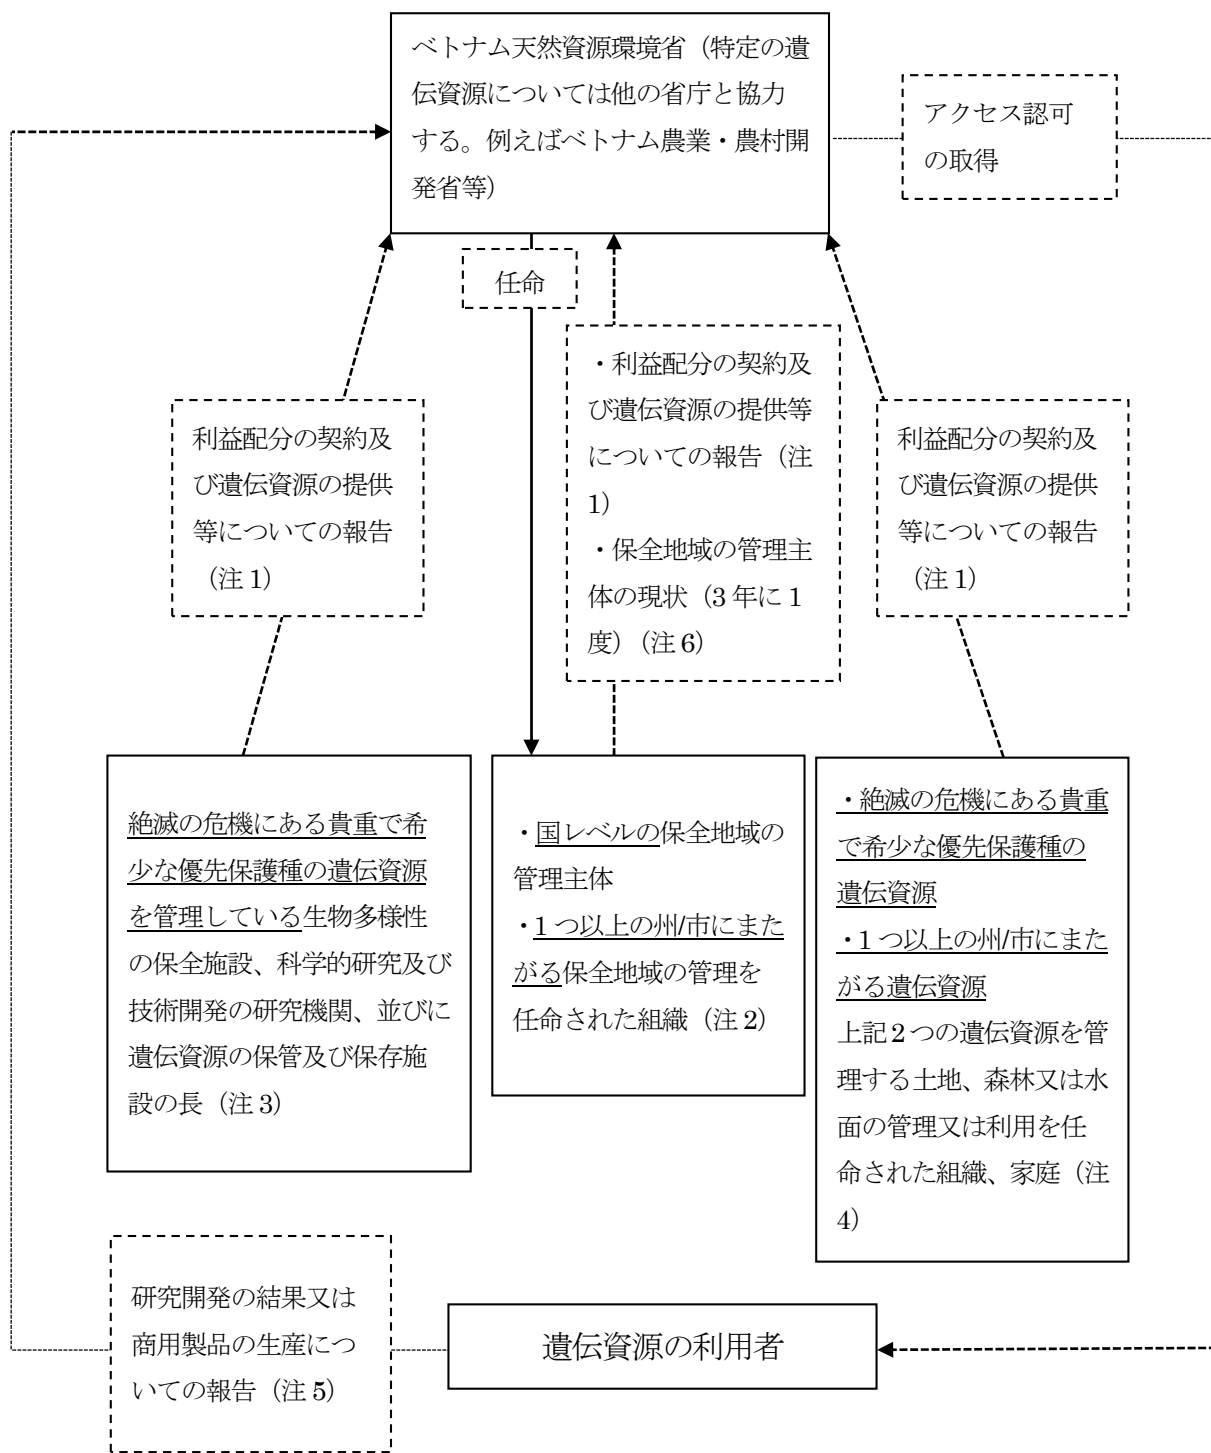 ベトナム天然資源環境省（特定の遺
伝資源については他の省庁と協力
する。例えばベトナム農業・農村開
発省等）
アクセス認可
の取得
任命
利益配分の契約及
び遺伝資源の提供
等についての報告
（注 1）
・利益配分の契約及
び遺伝資源の提供等
についての報告（注
1）
・保全地域の管理主
体の現状（3 年に 1
度）（注 6）
利益配分の契約及
び遺伝資源の提供
等についての報告
（注 1）
絶滅の危機にある貴重で希
少な優先保護種の遺伝資源
を管理している生物多様性
の保全施設、科学的研究及び
技術開発の研究機関、並びに
遺伝資源の保管及び保存施
設の長（注 3）
・国レベルの保全地域の
管理主体
・1 つ以上の州/市にまた
がる保全地域の管理を
任命された組織（注 2）
・絶滅の危機にある貴重
で希少な優先保護種の
遺伝資源
・1 つ以上の州/市にまた
がる遺伝資源
上記 2 つの遺伝資源を管
理する土地、森林又は水
面の管理又は利用を任
命された組織、家庭（注
4）
研究開発の結果又は
商用製品の生産につ
いての報告（注 5）
遺伝資源の利用者